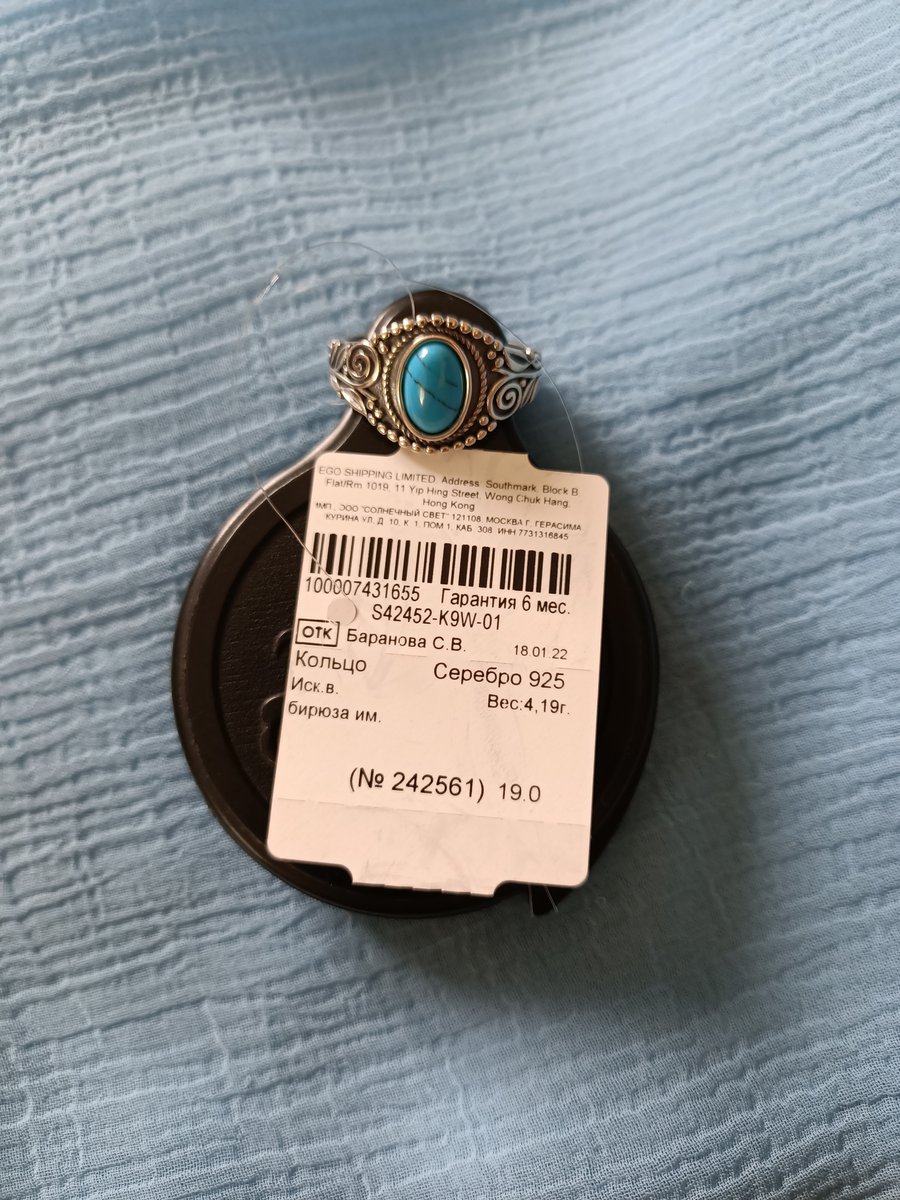 EGO SHIPPING LIMITED, Address: Southmark, Block B
Flat/Rm 1019, 11 Yip Hing Street, Wong Chuk Hang,
Hong Kong
ИМП.: ООО "СОЛНЕЧНЫЙ СВЕТ" 121108, МОСКВА Г, ГЕРАСИМА
КУРИНА УЛ, Д. 10, К. 1, ПОМ 1, КАБ. 308 ИНН 7731316845
100007431655 Гарантия 6 мес.
S42452-K9W-01
ОТК Баранова С.В. 18.01.22
Кольцо Серебро 925
Иск.в. Вес:4,19г.
бирюза им.
(№ 242561) 19.0